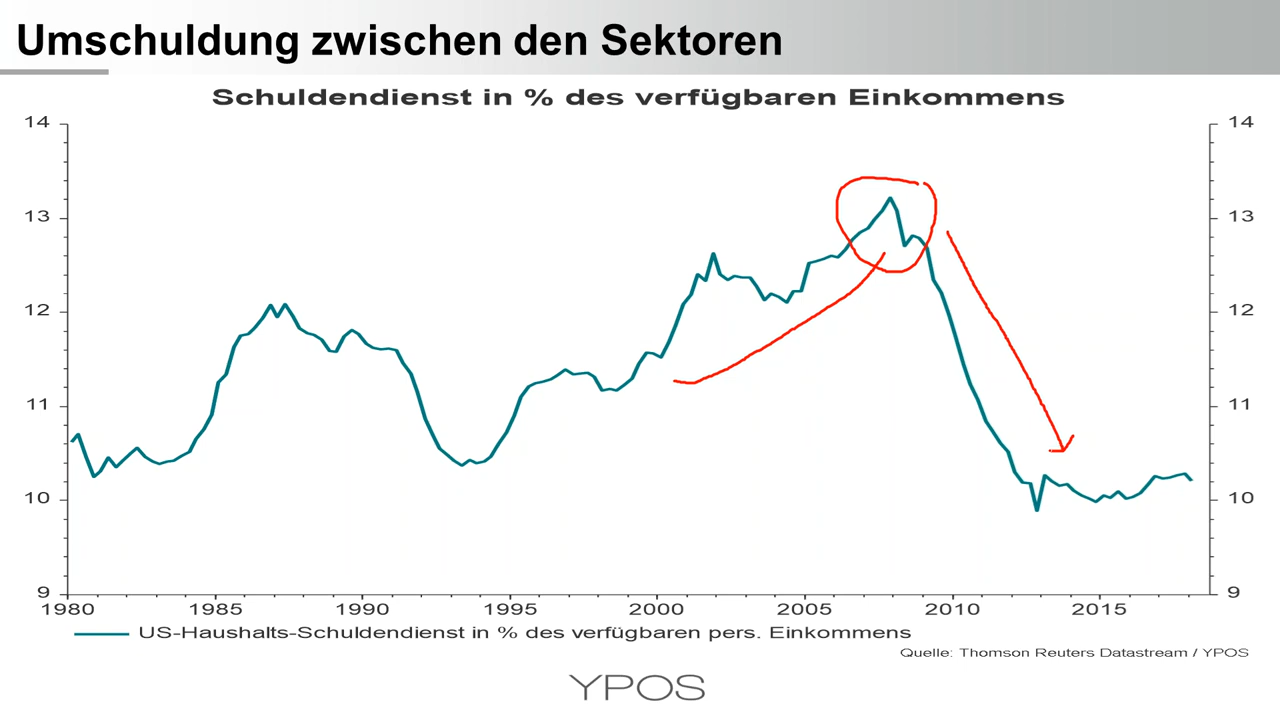 Umschuldung zwischen den Sektoren
Schuldendienst in % des verfügbaren Einkommens
14 14
13 13
12 12
11 11
10 10
9 9
1980 1985 1990 1995 2000 2005 2010 2015
US-Haushalts-Schuldendienst in % des verfügbaren pers. Einkommens
Quelle: Thomson Reuters Datastream / YPOS
YPOS